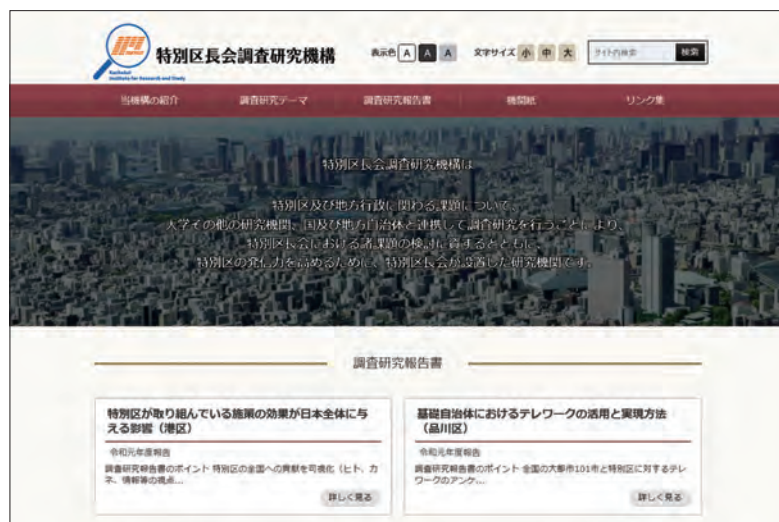 特別区長会調査研究機構
表示色 A A A 文字サイズ 小 中 大 サイト内検索 検索
Institute for Research and Study
当機構の紹介 調査研究テーマ 調査研究報告書 機関紙 リンク集
特別区長会調査研究機構は
特別区及び地方行政に関わる課題について、
大学その他の研究機関、国及び地方自治体と連携して調査研究を行うことにより、
特別区長会における諸課題の検討に資するとともに、
特別区の発信力を高めるために、特別区長会が設置した研究機関です。
調査研究報告書
特別区が取り組んでいる施策の効果が日本全体に与
える影響（港区）
令和元年度報告
調査研究報告書のポイント 特別区の全国への貢献を可視化（ヒト、カ
ネ、情報等の視点...
詳しく見る
基礎自治体におけるテレワークの活用と実現方法
（品川区）
令和元年度報告
調査研究報告書のポイント 全国の大都市101市と特別区に対するテレ
ワークのアンケ...
詳しく見る